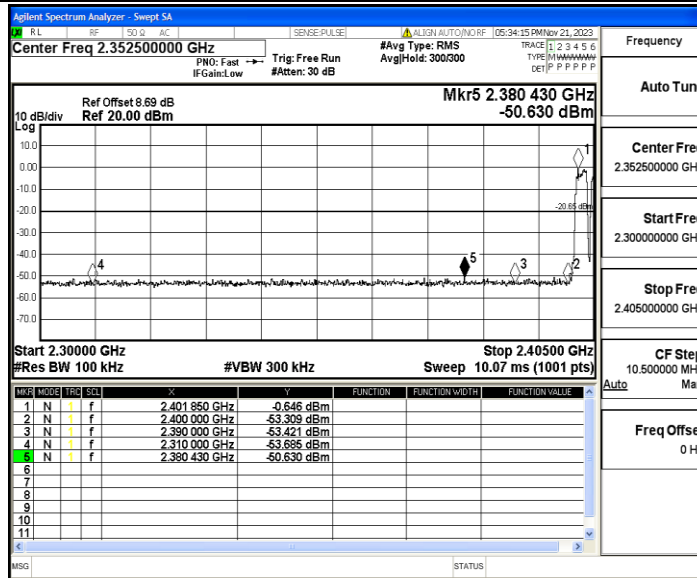 Agilent Spectrum Analyzer - Swept SA
RL RF 50 Ω AC SENSE:PULSE ALIGN AUTO/NO RF 05:34:15 PM Nov 21, 2023
Center Freq 2.352500000 GHz
PNO: Fast
IFGain:Low
Trig: Free Run
#Atten: 30 dB
#Avg Type: RMS
Avg|Hold: 300/300
TRACE 1 2 3 4 5 6
TYPE MWWWWW
DET P P P P P P
Ref Offset 8.69 dB
10 dB/div Ref 20.00 dBm
Log
Mkr5 2.380 430 GHz
-50.630 dBm
10.0
0.00
-10.0
-20.0
-30.0
-40.0
-50.0
-60.0
-70.0
1
-20.65 dBm
4
5
3
2
Start 2.30000 GHz Stop 2.40500 GHz
#Res BW 100 kHz #VBW 300 kHz Sweep 10.07 ms (1001 pts)
MKR MODE TRC SCL X Y FUNCTION FUNCTION WIDTH FUNCTION VALUE
1 N 1 f 2.401 850 GHz -0.646 dBm
2 N 1 f 2.400 000 GHz -53.309 dBm
3 N 1 f 2.390 000 GHz -53.421 dBm
4 N 1 f 2.310 000 GHz -53.685 dBm
5 N 1 f 2.380 430 GHz -50.630 dBm
6
7
8
9
10
11
MSG STATUS
Frequency
Auto Tun
Center Fre
2.352500000 GH
Start Fre
2.300000000 GH
Stop Fre
2.405000000 GH
CF Step
10.500000 MH
Auto Ma
Freq Offse
0 H